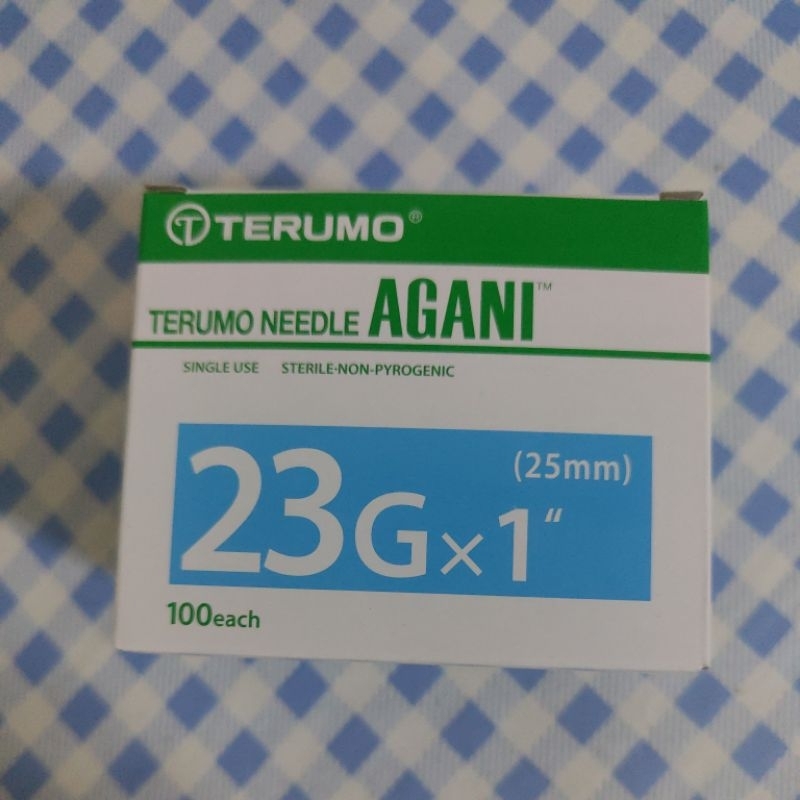 TERUMO®
TERUMO NEEDLE AGANI™
SINGLE USE STERILE-NON-PYROGENIC
(25mm)
23G×1“
100each